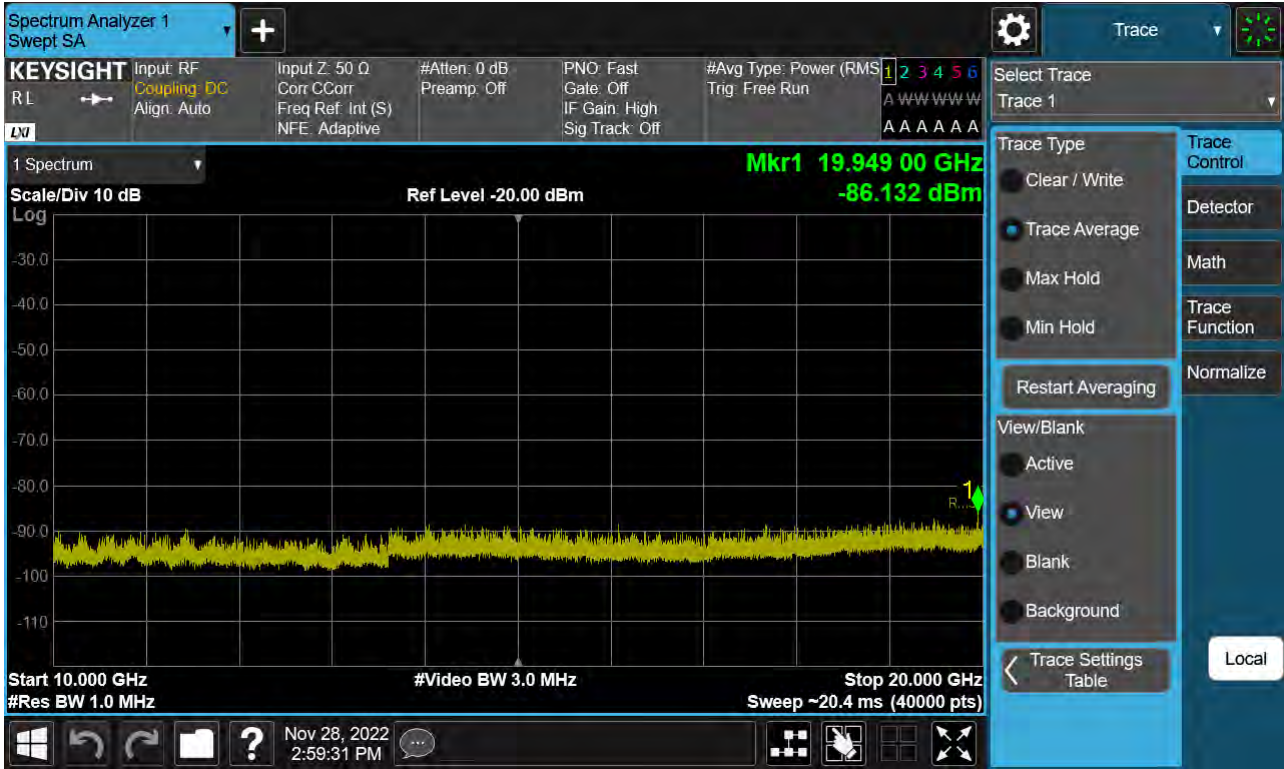 Spectrum Analyzer 1
Swept SA
+
Trace
KEYSIGHT
RL
LXI
Input: RF
Coupling: DC
Align: Auto
Input Z: 50 Ω
Corr CCorr
Freq Ref: Int (S)
NFE: Adaptive
#Atten: 0 dB
Preamp: Off
PNO: Fast
Gate: Off
IF Gain: High
Sig Track: Off
#Avg Type: Power (RMS
Trig: Free Run
1 2 3 4 5 6
A W W W W W
A A A A A A
Select Trace
Trace 1
1 Spectrum
Scale/Div 10 dB
Ref Level -20.00 dBm
Mkr1 19.949 00 GHz
-86.132 dBm
Log
-30.0
-40.0
-50.0
-60.0
-70.0
-80.0
-90.0
-100
-110
1
R...S
Start 10.000 GHz
#Res BW 1.0 MHz
#Video BW 3.0 MHz
Stop 20.000 GHz
Sweep ~20.4 ms (40000 pts)
Trace Type
Clear / Write
Trace Average
Max Hold
Min Hold
Restart Averaging
View/Blank
Active
View
Blank
Background
Trace Settings
Table
Trace
Control
Detector
Math
Trace
Function
Normalize
Local
?
Nov 28, 2022
2:59:31 PM